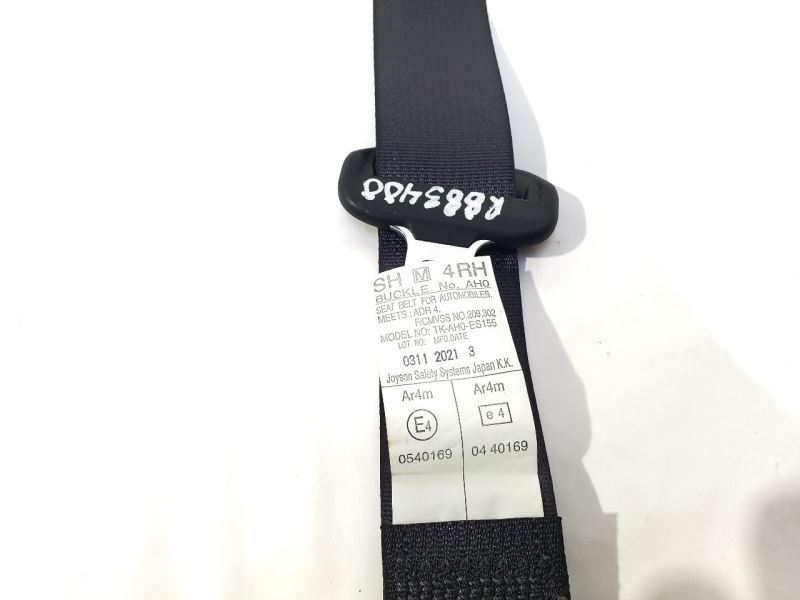 R8835400
SH M 4RH
BUCKLE No. AH0
SEAT BELT FOR AUTOMOBILES.
MEETS : ADR 4.
F/CMVSS NO.209,302
MODEL NO: TK-AH0-ES155
LOT NO: MFD.DATE
0311 2021 3
Joyson Safety Systems Japan K.K.
Ar4m Ar4m
E4 e 4
0540169 04 40169